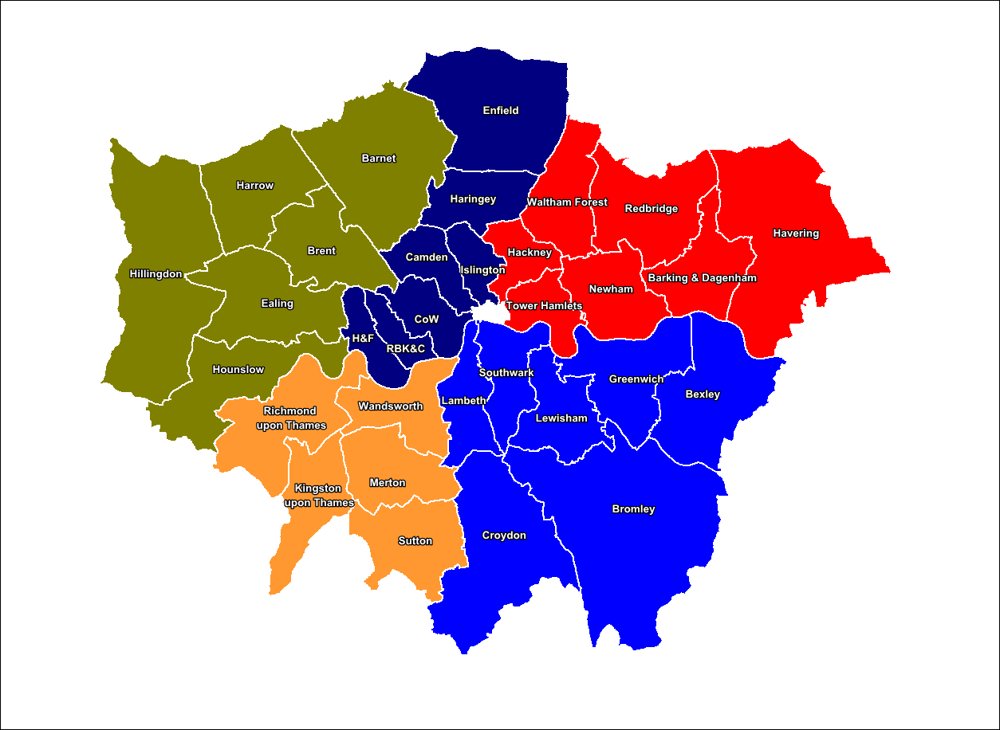 Enfield
Barnet
Harrow
Haringey
Waltham Forest
Redbridge
Havering
Brent
Hackney
Camden
Islington
Hillingdon
Barking & Dagenham
Newham
Ealing
Tower Hamlets
CoW
H&F
RBK&C
Hounslow
Southwark
Greenwich
Bexley
Lambeth
Wandsworth
Richmond
upon Thames
Lewisham
Merton
Kingston
upon Thames
Bromley
Croydon
Sutton